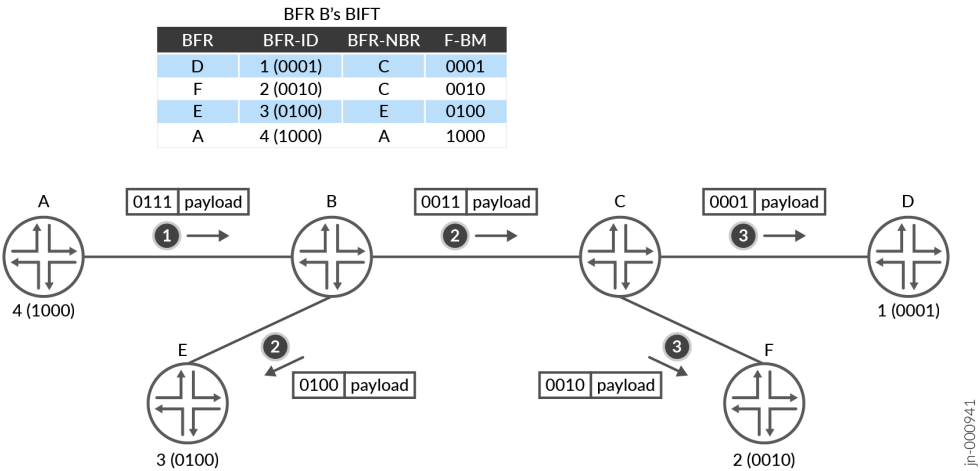 BFR B's BIFT
BFR BFR-ID BFR-NBR F-BM
D 1 (0001) C 0001
F 2 (0010) C 0010
E 3 (0100) E 0100
A 4 (1000) A 1000
A 0111 payload B 0011 payload C 0001 payload D
1 2 3
4 (1000) 1 (0001)
E 2 3 F
0100 payload 0010 payload
3 (0100) 2 (0010)
jn-000941